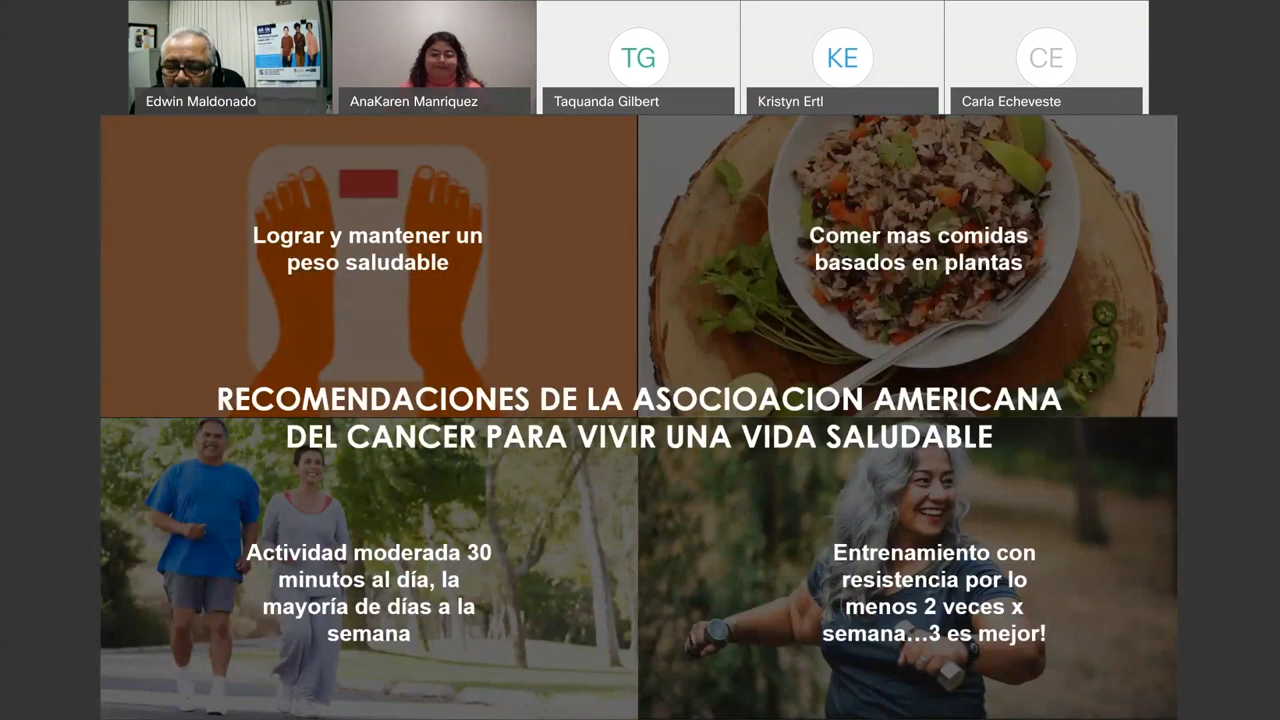 TG
KE
CE
Edwin Maldonado
AnaKaren Manriquez
Taquanda Gilbert
Kristyn Ertl
Carla Echeveste
Lograr y mantener un
peso saludable
Comer mas comidas
basados en plantas
RECOMENDACIONES DE LA ASOCIOACION AMERICANA
DEL CANCER PARA VIVIR UNA VIDA SALUDABLE
Actividad moderada 30
minutos al día, la
mayoría de días a la
semana
Entrenamiento con
resistencia por lo
menos 2 veces x
semana...3 es mejor!